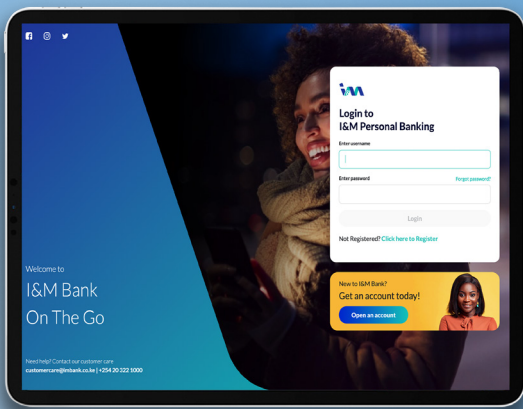 I&M
Login to
I&M Personal Banking
Enter username
Enter password Forgot password?
Login
Not Registered? Click here to Register
New to I&M Bank?
Get an account today!
Open an account
Welcome to
I&M Bank
On The Go
Need help? Contact our customer care
customercare@imbank.co.ke | +254 20 322 1000